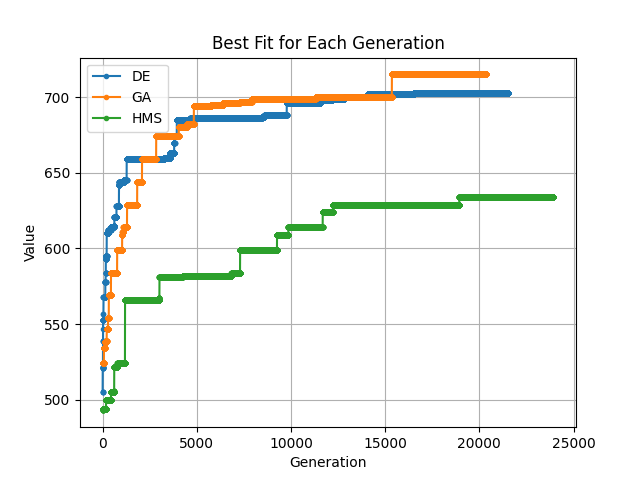 Best Fit for Each Generation
DE
GA
HMS
Value
700
650
600
550
500
0 5000 10000 15000 20000 25000
Generation